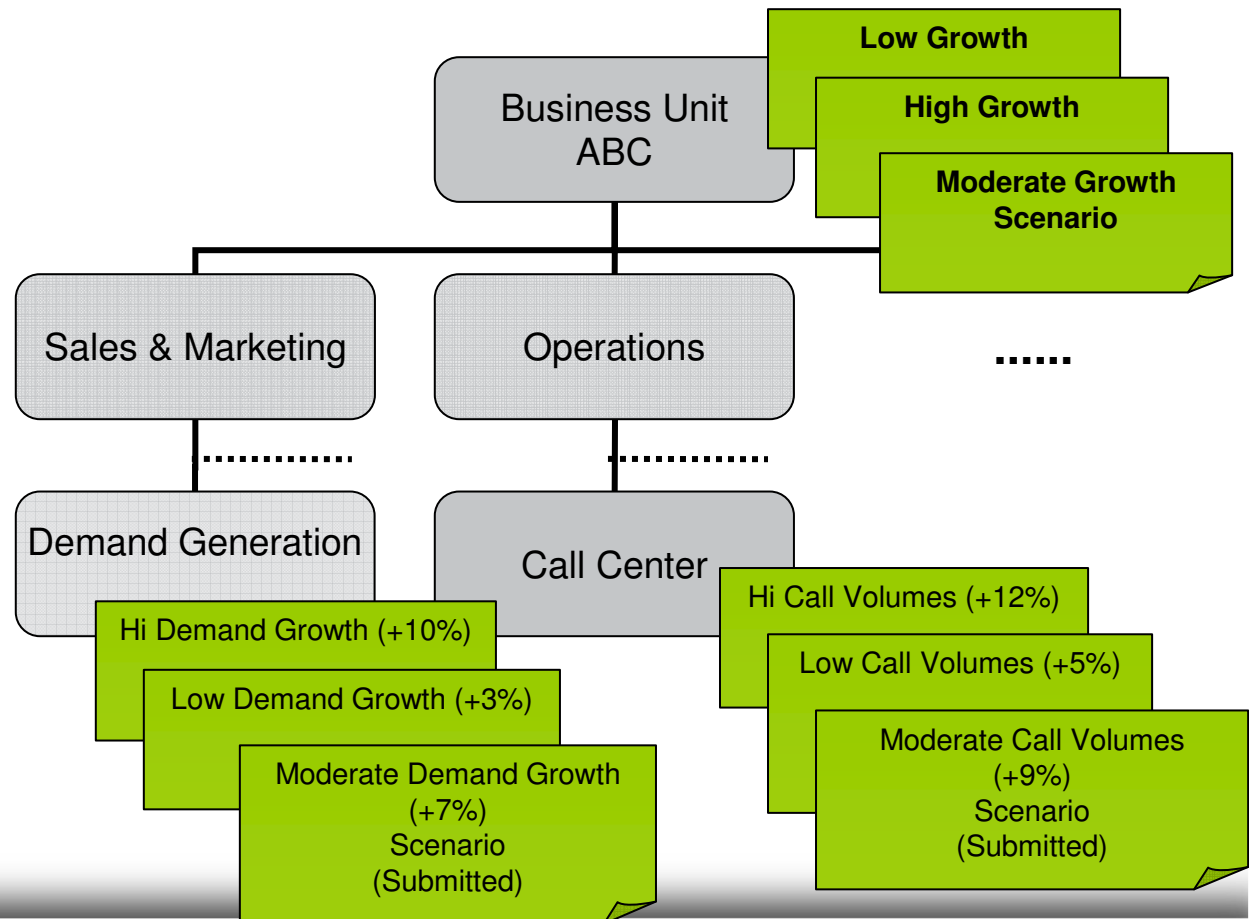 Low Growth
High Growth
Moderate Growth
Scenario
Business Unit
ABC
Sales & Marketing
Operations
......
Demand Generation
Call Center
Hi Demand Growth (+10%)
Low Demand Growth (+3%)
Moderate Demand Growth
(+7%)
Scenario
(Submitted)
Hi Call Volumes (+12%)
Low Call Volumes (+5%)
Moderate Call Volumes
(+9%)
Scenario
(Submitted)